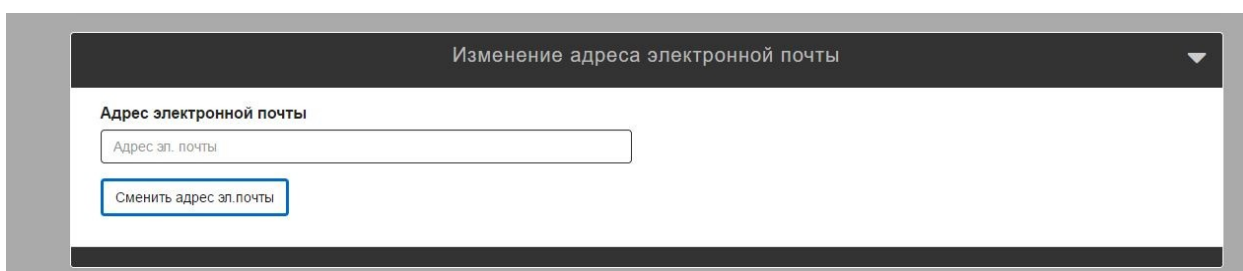 Изменение адреса электронной почты
Адрес электронной почты
Адрес эл. почты
Сменить адрес эл.почты